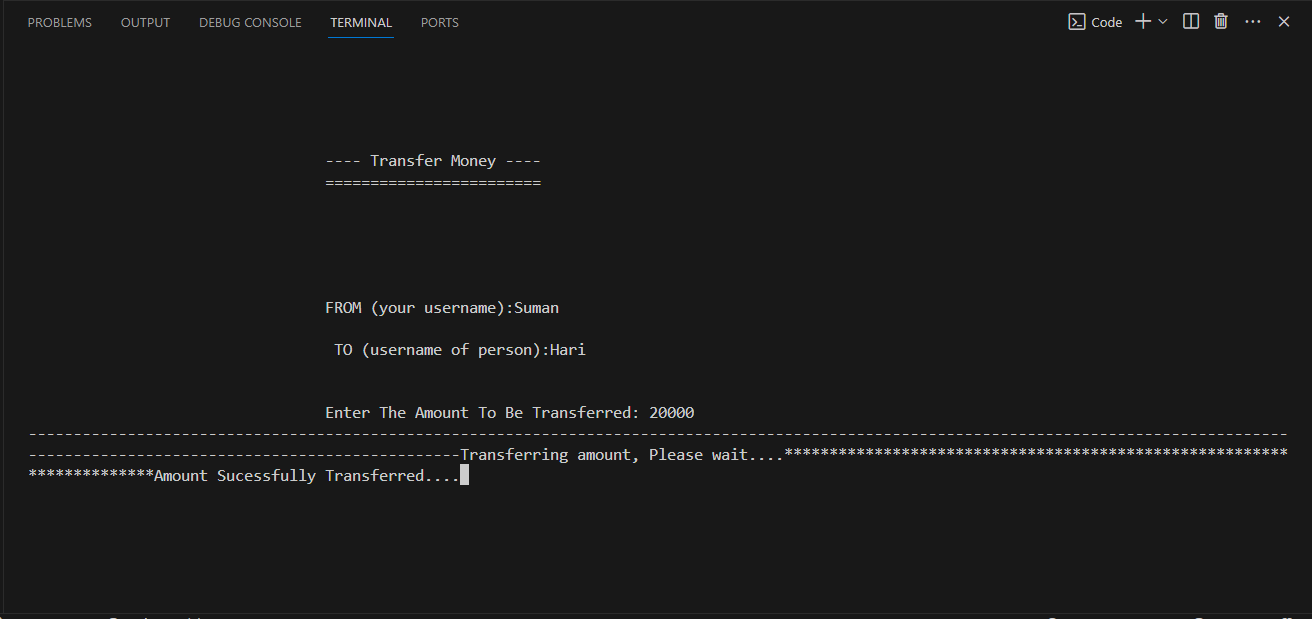 PROBLEMS OUTPUT DEBUG CONSOLE TERMINAL PORTS Code
---- Transfer Money ----
========================
FROM (your username):Suman
TO (username of person):Hari
Enter The Amount To Be Transferred: 20000
--------------------------------------------------------------------------------------------------------------------------------------------
------------------------------------------------Transferring amount, Please wait....********************************************************
**************Amount Sucessfully Transferred....